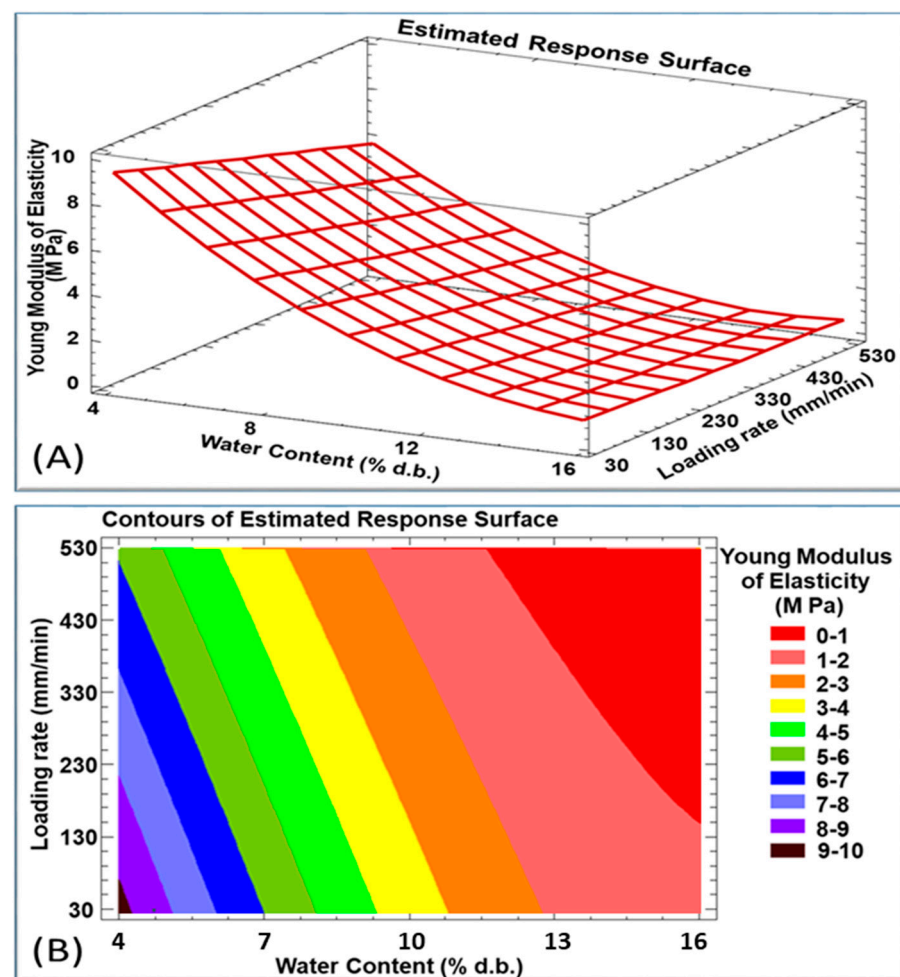 Estimated Response Surface
Young Modulus of Elasticity
(M Pa)
10
8
6
4
2
0
4
8
12
16
Water Content (% d.b.)
30
130
230
330
430
530
Loading rate (mm/min)
(A)
Contours of Estimated Response Surface
Loading rate (mm/min)
530
430
330
230
130
30
4
7
10
13
16
Water Content (% d.b.)
Young Modulus
of Elasticity
(M Pa)
0-1
1-2
2-3
3-4
4-5
5-6
6-7
7-8
8-9
9-10
(B)